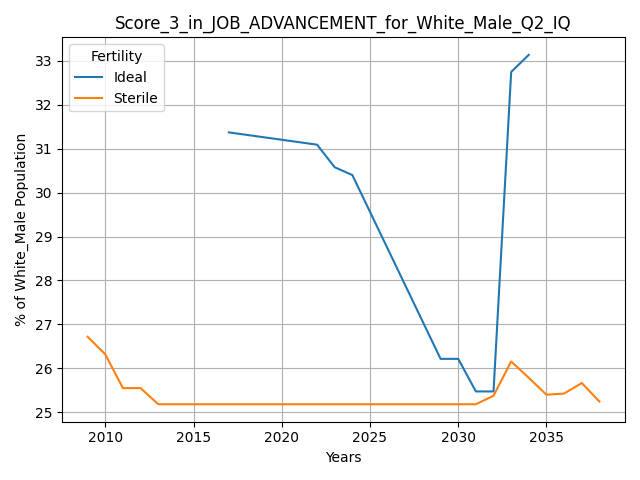 Score_3_in_JOB_ADVANCEMENT_for_White_Male_Q2_IQ
Fertility
Ideal
Sterile
% of White_Male Population
33
32
31
30
29
28
27
26
25
2010
2015
2020
2025
2030
2035
Years